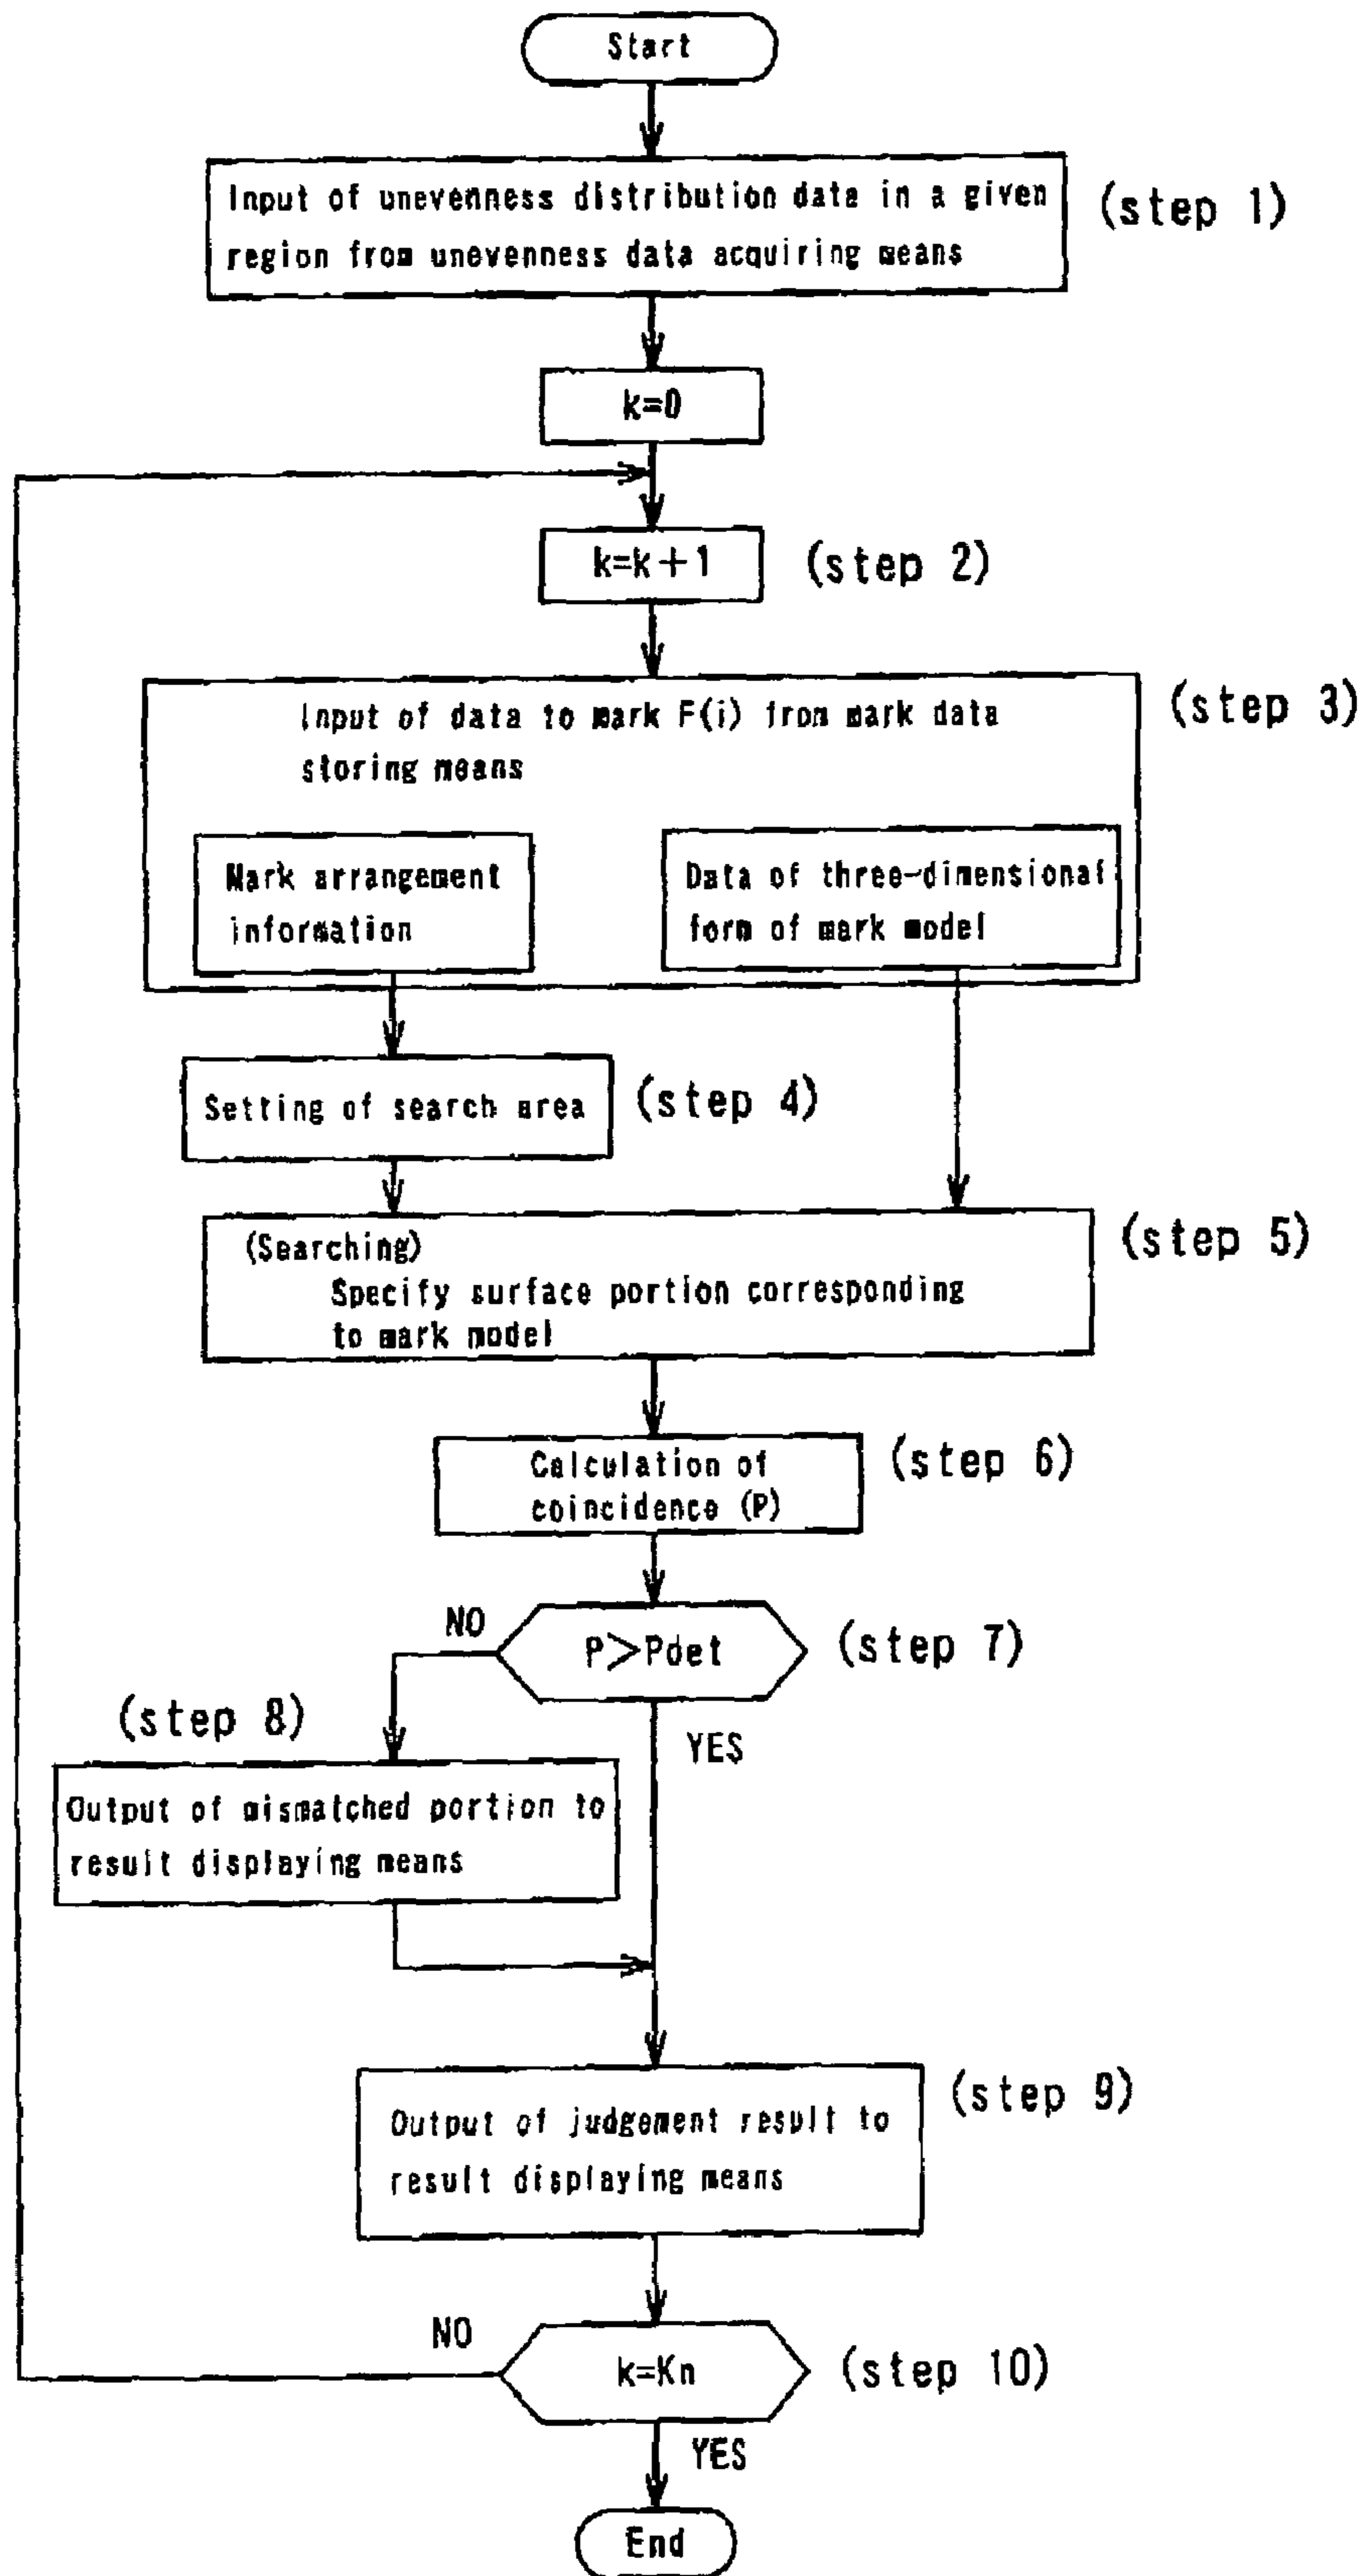 Start
Input of unevenness distribution data in a given
region from unevenness data acquiring means
(step 1)
k=0
k=k+1
(step 2)
Input of data to mark F(i) from mark data
storing means
(step 3)
Mark arrangement
information
Data of three-dimensional
form of mark model
Setting of search area
(step 4)
(Searching)
Specify surface portion corresponding
to mark model
(step 5)
Calculation of
coincidence (P)
(step 6)
NO
P>Pdet
(step 7)
YES
(step 8)
Output of mismatched portion to
result displaying means
Output of judgement result to
result displaying means
(step 9)
NO
k=Kn
(step 10)
YES
End